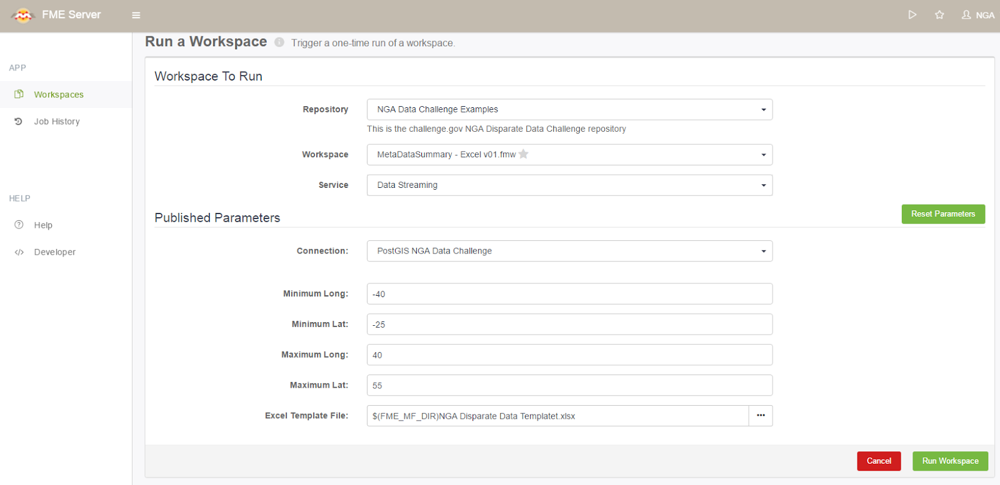 FME Server
NGA
Run a Workspace Trigger a one-time run of a workspace.
APP
Workspaces
Job History
HELP
Help
Developer
Workspace To Run
Repository NGA Data Challenge Examples
This is the challenge.gov NGA Disparate Data Challenge repository
Workspace MetaDataSummary - Excel v01.fmw
Service Data Streaming
Published Parameters Reset Parameters
Connection: PostGIS NGA Data Challenge
Minimum Long: -40
Minimum Lat: -25
Maximum Long: 40
Maximum Lat: 55
Excel Template File: $(FME_MF_DIR)NGA Disparate Data Templatet.xlsx ...
Cancel Run Workspace